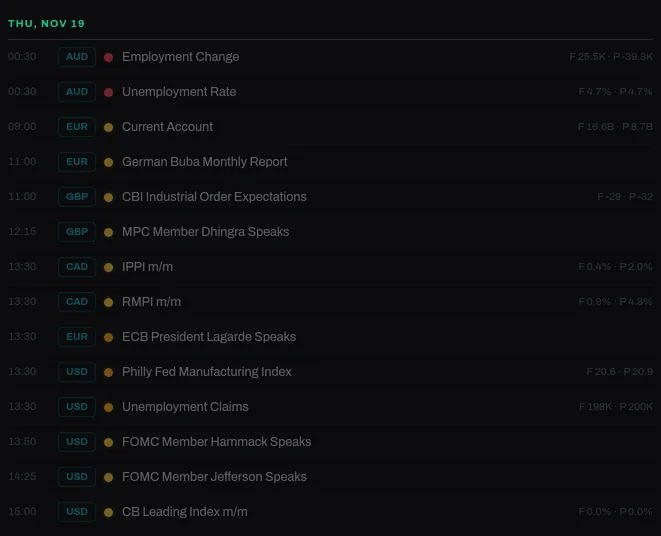 THU, NOV 19
00:30 AUD Employment Change F 25.5K · P -39.3K
00:30 AUD Unemployment Rate F 4.7% · P 4.7%
09:00 EUR Current Account F 16.6B · P 8.7B
11:00 EUR German Buba Monthly Report
11:00 GBP CBI Industrial Order Expectations F -29 · P -32
12:15 GBP MPC Member Dhingra Speaks
13:30 CAD IPPI m/m F 0.4% · P 2.0%
13:30 CAD RMPI m/m F 0.9% · P 4.8%
13:30 EUR ECB President Lagarde Speaks
13:30 USD Philly Fed Manufacturing Index F 20.6 · P 20.9
13:30 USD Unemployment Claims F 198K · P 200K
13:50 USD FOMC Member Hammack Speaks
14:25 USD FOMC Member Jefferson Speaks
15:00 USD CB Leading Index m/m F 0.0% · P 0.0%